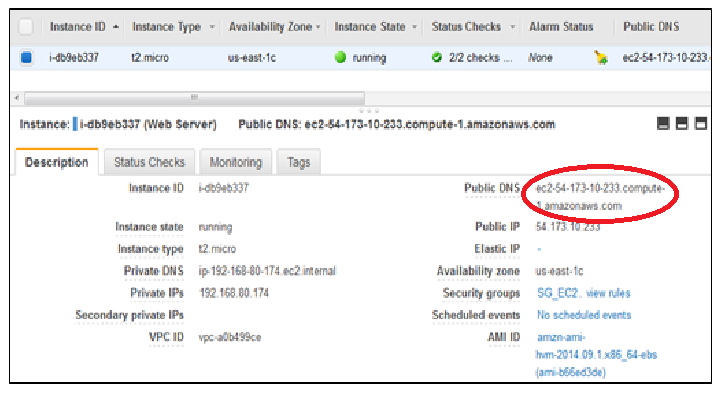 Instance ID Instance Type Availability Zone Instance State Status Checks Alarm Status Public DNS
i-db9eb337 t2.micro us-east-1c running 2/2 checks ... None ec2-54-173-10-233.
Instance: i-db9eb337 (Web Server) Public DNS: ec2-54-173-10-233.compute-1.amazonaws.com
Description Status Checks Monitoring Tags
Instance ID i-db9eb337 Public DNS ec2-54-173-10-233.compute-
1.amazonaws.com
Instance state running Public IP 54.173.10.233
Instance type t2.micro Elastic IP -
Private DNS ip-192-168-80-174.ec2.internal Availability zone us-east-1c
Private IPs 192.168.80.174 Security groups SG_EC2.. view rules
Secondary private IPs Scheduled events No scheduled events
VPC ID vpc-a0b499ce AMI ID amzn-ami-
hvm-2014.09.1.x86_64-ebs
(ami-b66ed3de)